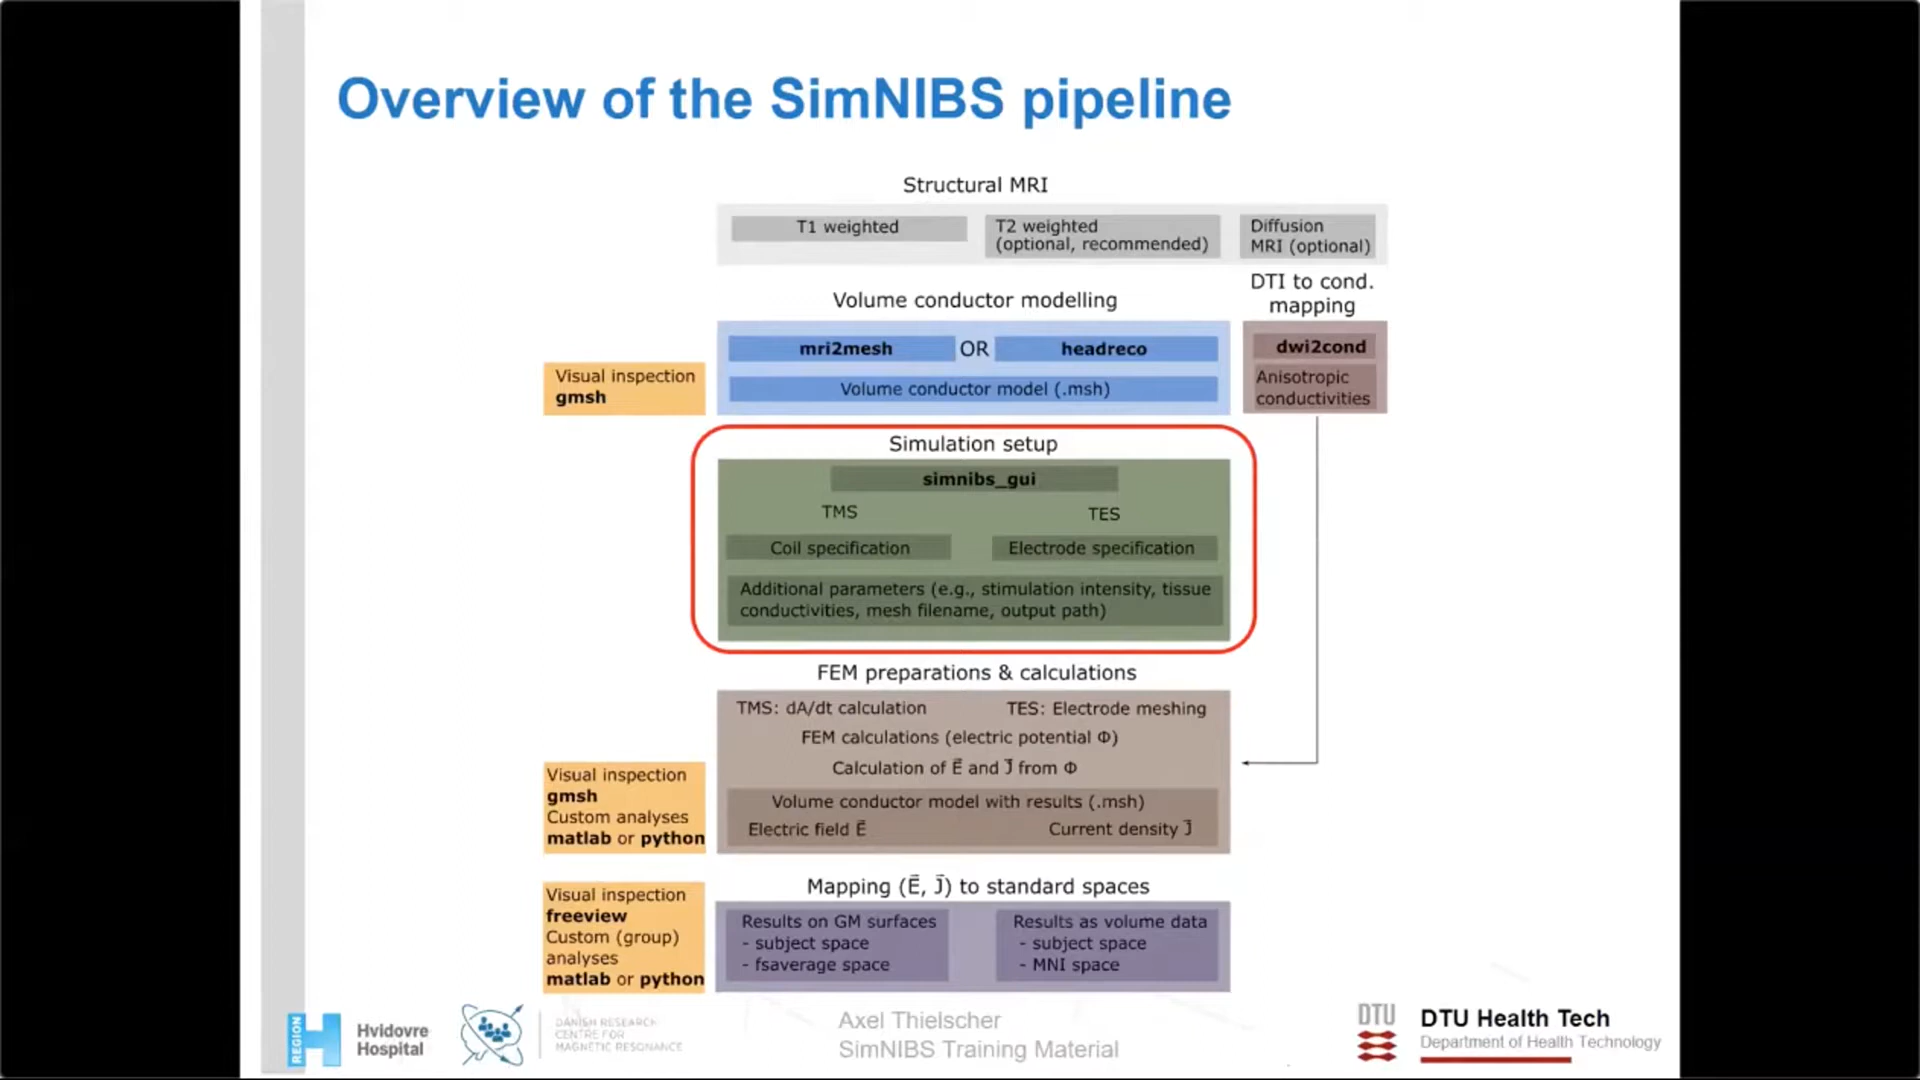 Overview of the SimNIBS pipeline
Structural MRI
T1 weighted
T2 weighted
(optional, recommended)
Diffusion
MRI (optional)
DTI to cond.
mapping
Volume conductor modelling
mri2mesh OR headreco
dwi2cond
Visual inspection
gmsh
Volume conductor model (.msh)
Anisotropic
conductivities
Simulation setup
simnibs_gui
TMS TES
Coil specification Electrode specification
Additional parameters (e.g., stimulation intensity, tissue
conductivities, mesh filename, output path)
FEM preparations & calculations
TMS: dA/dt calculation TES: Electrode meshing
FEM calculations (electric potential Φ)
Calculation of E⃗ and J⃗ from Φ
Volume conductor model with results (.msh)
Electric field E⃗ Current density J⃗
Visual inspection
gmsh
Custom analyses
matlab or python
Mapping (E⃗, J⃗) to standard spaces
Results on GM surfaces
- subject space
- fsaverage space
Results as volume data
- subject space
- MNI space
Visual inspection
freeview
Custom (group)
analyses
matlab or python
REGION
H
Hvidovre
Hospital
DANISH RESEARCH
CENTRE FOR
MAGNETIC RESONANCE
Axel Thielscher
SimNIBS Training Material
DTU
DTU Health Tech
Department of Health Technology